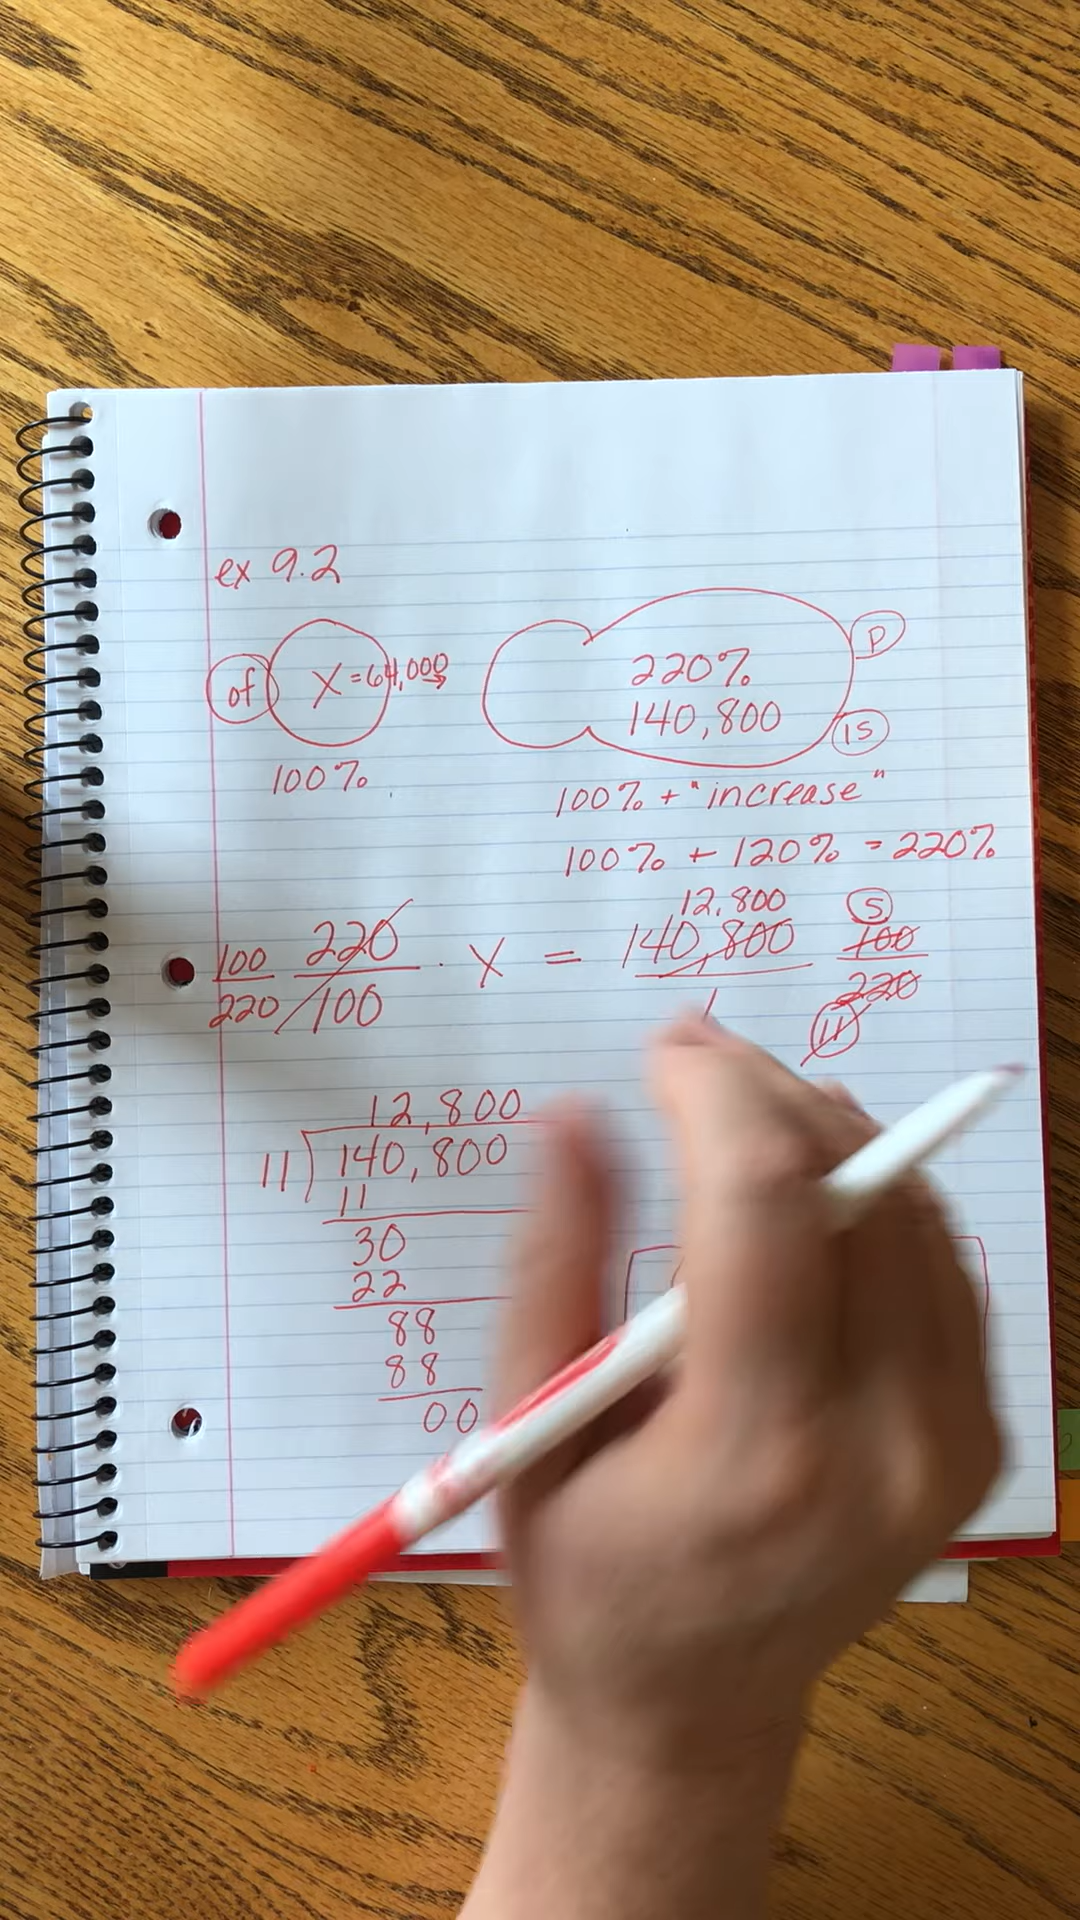 ex 9.2
of X = 64,000 220% P
140,800 IS
100%
100% + "increase"
100% + 120% = 220%
12,800 5
100/220 220/100 · X = 140,800/1 100/220
11
12,800
11 140,800
11
30
22
88
88
00